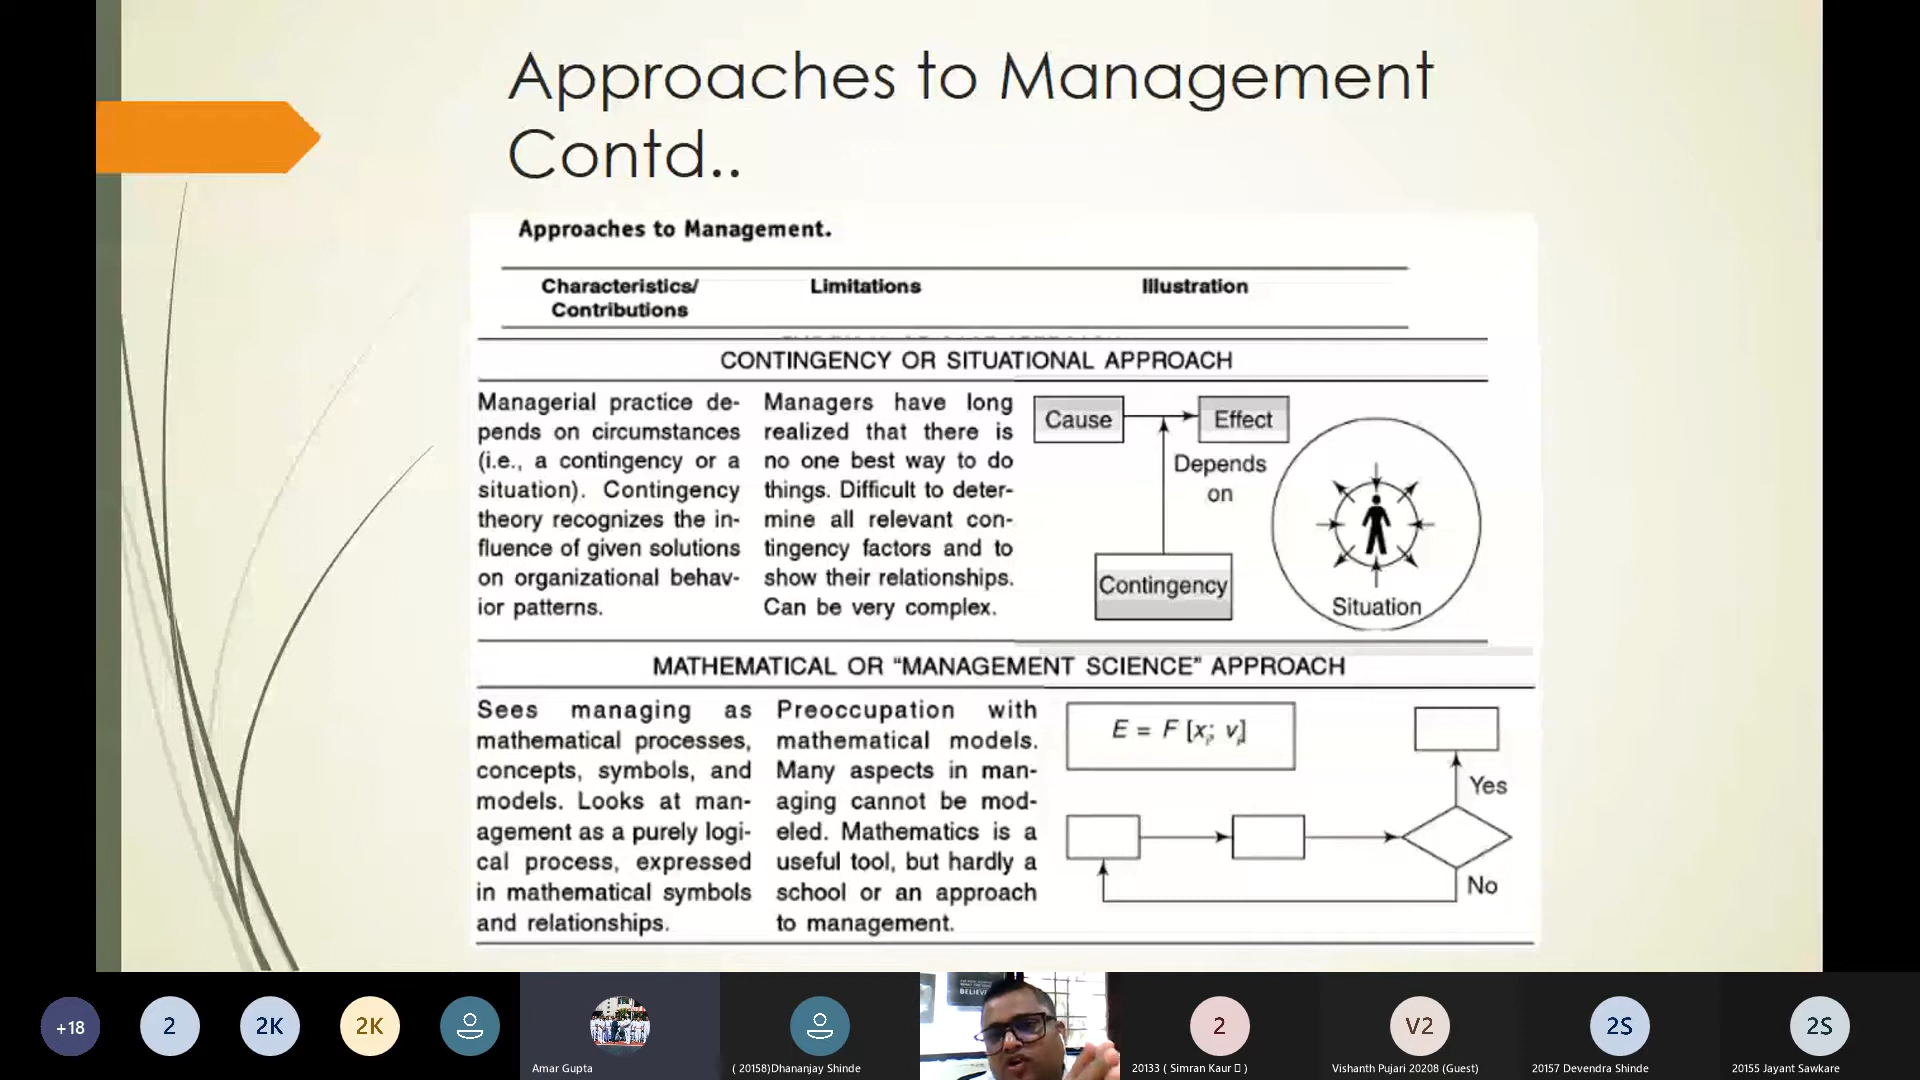 Approaches to Management
Contd..
Approaches to Management.
Characteristics/
Contributions
Limitations
Illustration
CONTINGENCY OR SITUATIONAL APPROACH
Managerial practice de-
pends on circumstances
(i.e., a contingency or a
situation). Contingency
theory recognizes the in-
fluence of given solutions
on organizational behav-
ior patterns.
Managers have long
realized that there is
no one best way to do
things. Difficult to deter-
mine all relevant con-
tingency factors and to
show their relationships.
Can be very complex.
Cause
Effect
Depends
on
Contingency
Situation
MATHEMATICAL OR “MANAGEMENT SCIENCE” APPROACH
Sees managing as
mathematical processes,
concepts, symbols, and
models. Looks at man-
agement as a purely logi-
cal process, expressed
in mathematical symbols
and relationships.
Preoccupation with
mathematical models.
Many aspects in man-
aging cannot be mod-
eled. Mathematics is a
useful tool, but hardly a
school or an approach
to management.
E = F [x; v]
Yes
No
+18
2
2K
2K
Amar Gupta
( 20158)Dhananjay Shinde
BELIEVE
2
20133 ( Simran Kaur )
V2
Vishanth Pujari 20208 (Guest)
2S
20157 Devendra Shinde
2S
20155 Jayant Sawkare